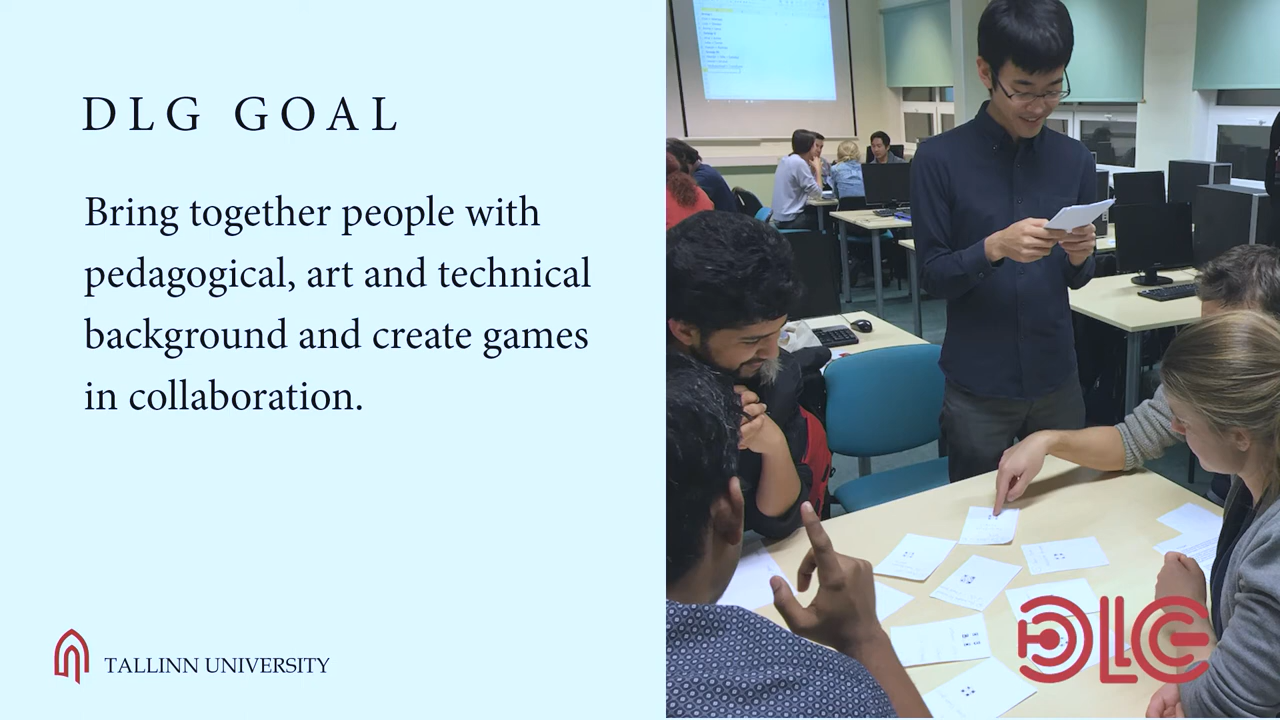 DLG GOAL
Bring together people with
pedagogical, art and technical
background and create games
in collaboration.
TALLINN UNIVERSITY
DLG